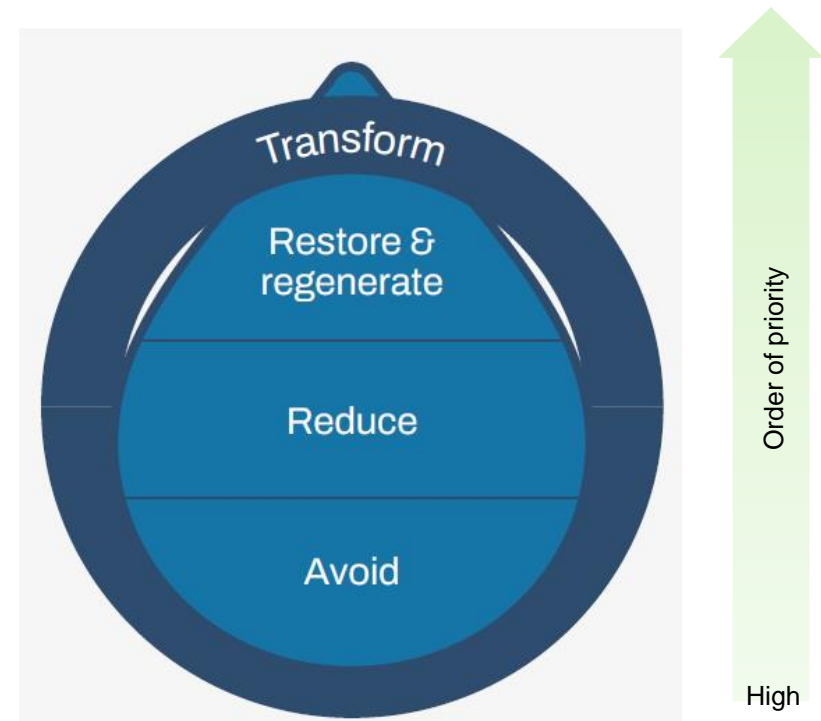 Transform
Restore &
regenerate
Reduce
Avoid
Order of priority
High